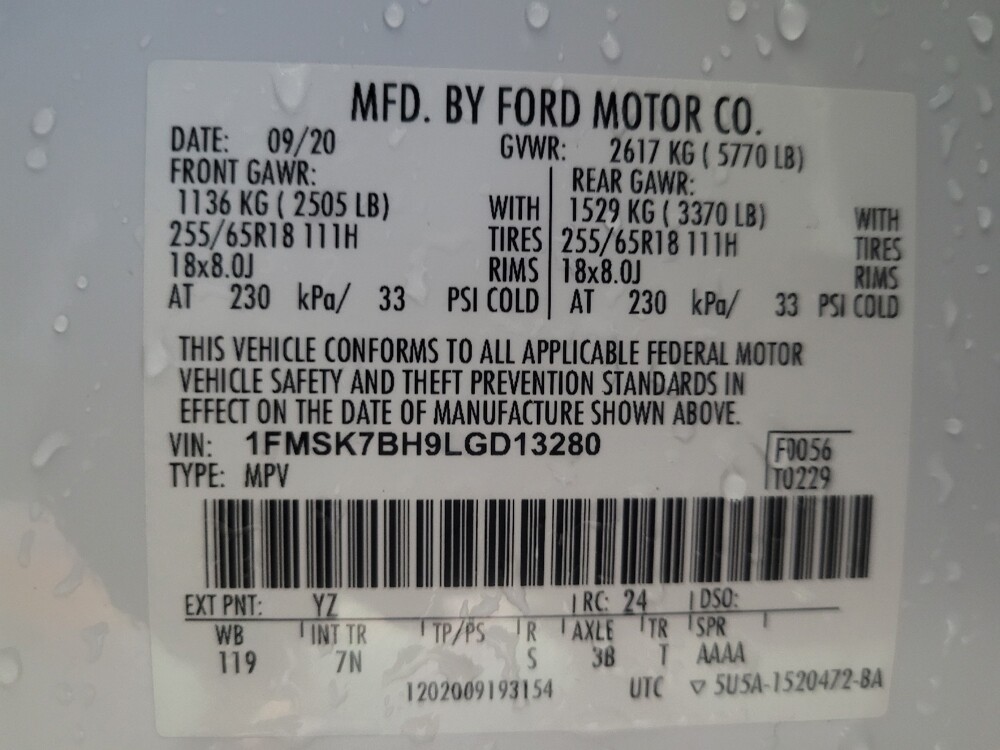 MFD. BY FORD MOTOR CO.
DATE: 09/20 GVWR: 2617 KG ( 5770 LB)
FRONT GAWR: REAR GAWR:
1136 KG ( 2505 LB) WITH 1529 KG ( 3370 LB) WITH
255/65R18 111H TIRES 255/65R18 111H TIRES
18x8.0J RIMS 18x8.0J RIMS
AT 230 kPa/ 33 PSI COLD AT 230 kPa/ 33 PSI COLD
THIS VEHICLE CONFORMS TO ALL APPLICABLE FEDERAL MOTOR
VEHICLE SAFETY AND THEFT PREVENTION STANDARDS IN
EFFECT ON THE DATE OF MANUFACTURE SHOWN ABOVE.
VIN: 1FMSK7BH9LGD13280 F0056
TYPE: MPV T0229
EXT PNT: YZ RC: 24 DSO:
WB INT TR TP/PS R AXLE TR SPR
119 7N S 3B T AAAA
1202009193154 UTC ▽ 5U5A-1520472-BA